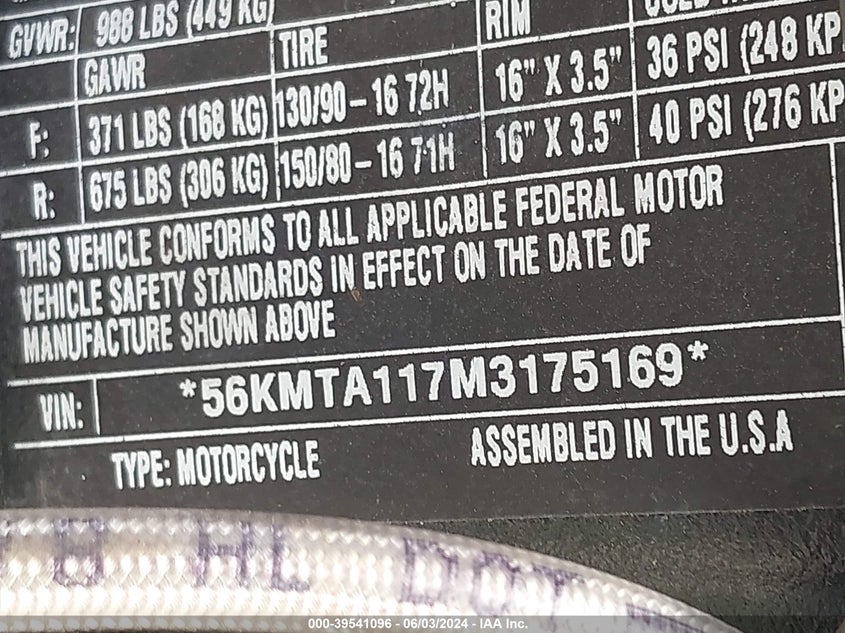 GVWR: 988 LBS (449 KG)
GAWR TIRE RIM
F: 371 LBS (168 KG) 130/90 – 16 72H 16" X 3.5" 36 PSI (248 KP
R: 675 LBS (306 KG) 150/80 – 16 71H 16" X 3.5" 40 PSI (276 KP
THIS VEHICLE CONFORMS TO ALL APPLICABLE FEDERAL MOTOR
VEHICLE SAFETY STANDARDS IN EFFECT ON THE DATE OF
MANUFACTURE SHOWN ABOVE
VIN: *56KMTA117M3175169*
TYPE: MOTORCYCLE ASSEMBLED IN THE U.S.A
HL DOT
000-39541096 - 06/03/2024 - IAA Inc.